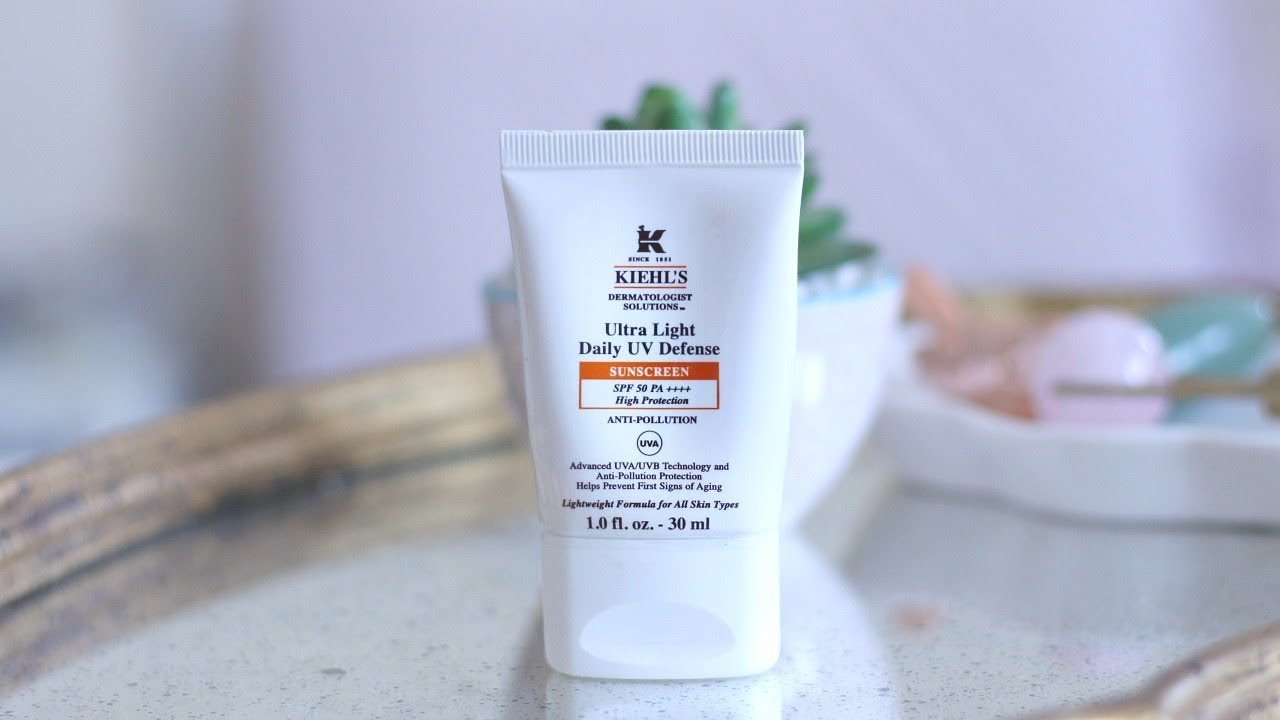 K
SINCE 1851
KIEHL'S
DERMATOLOGIST
SOLUTIONS™
Ultra Light
Daily UV Defense
SUNSCREEN
SPF 50 PA ++++
High Protection
ANTI-POLLUTION
UVA
Advanced UVA/UVB Technology and
Anti-Pollution Protection
Helps Prevent First Signs of Aging
Lightweight Formula for All Skin Types
1.0 fl. oz. - 30 ml